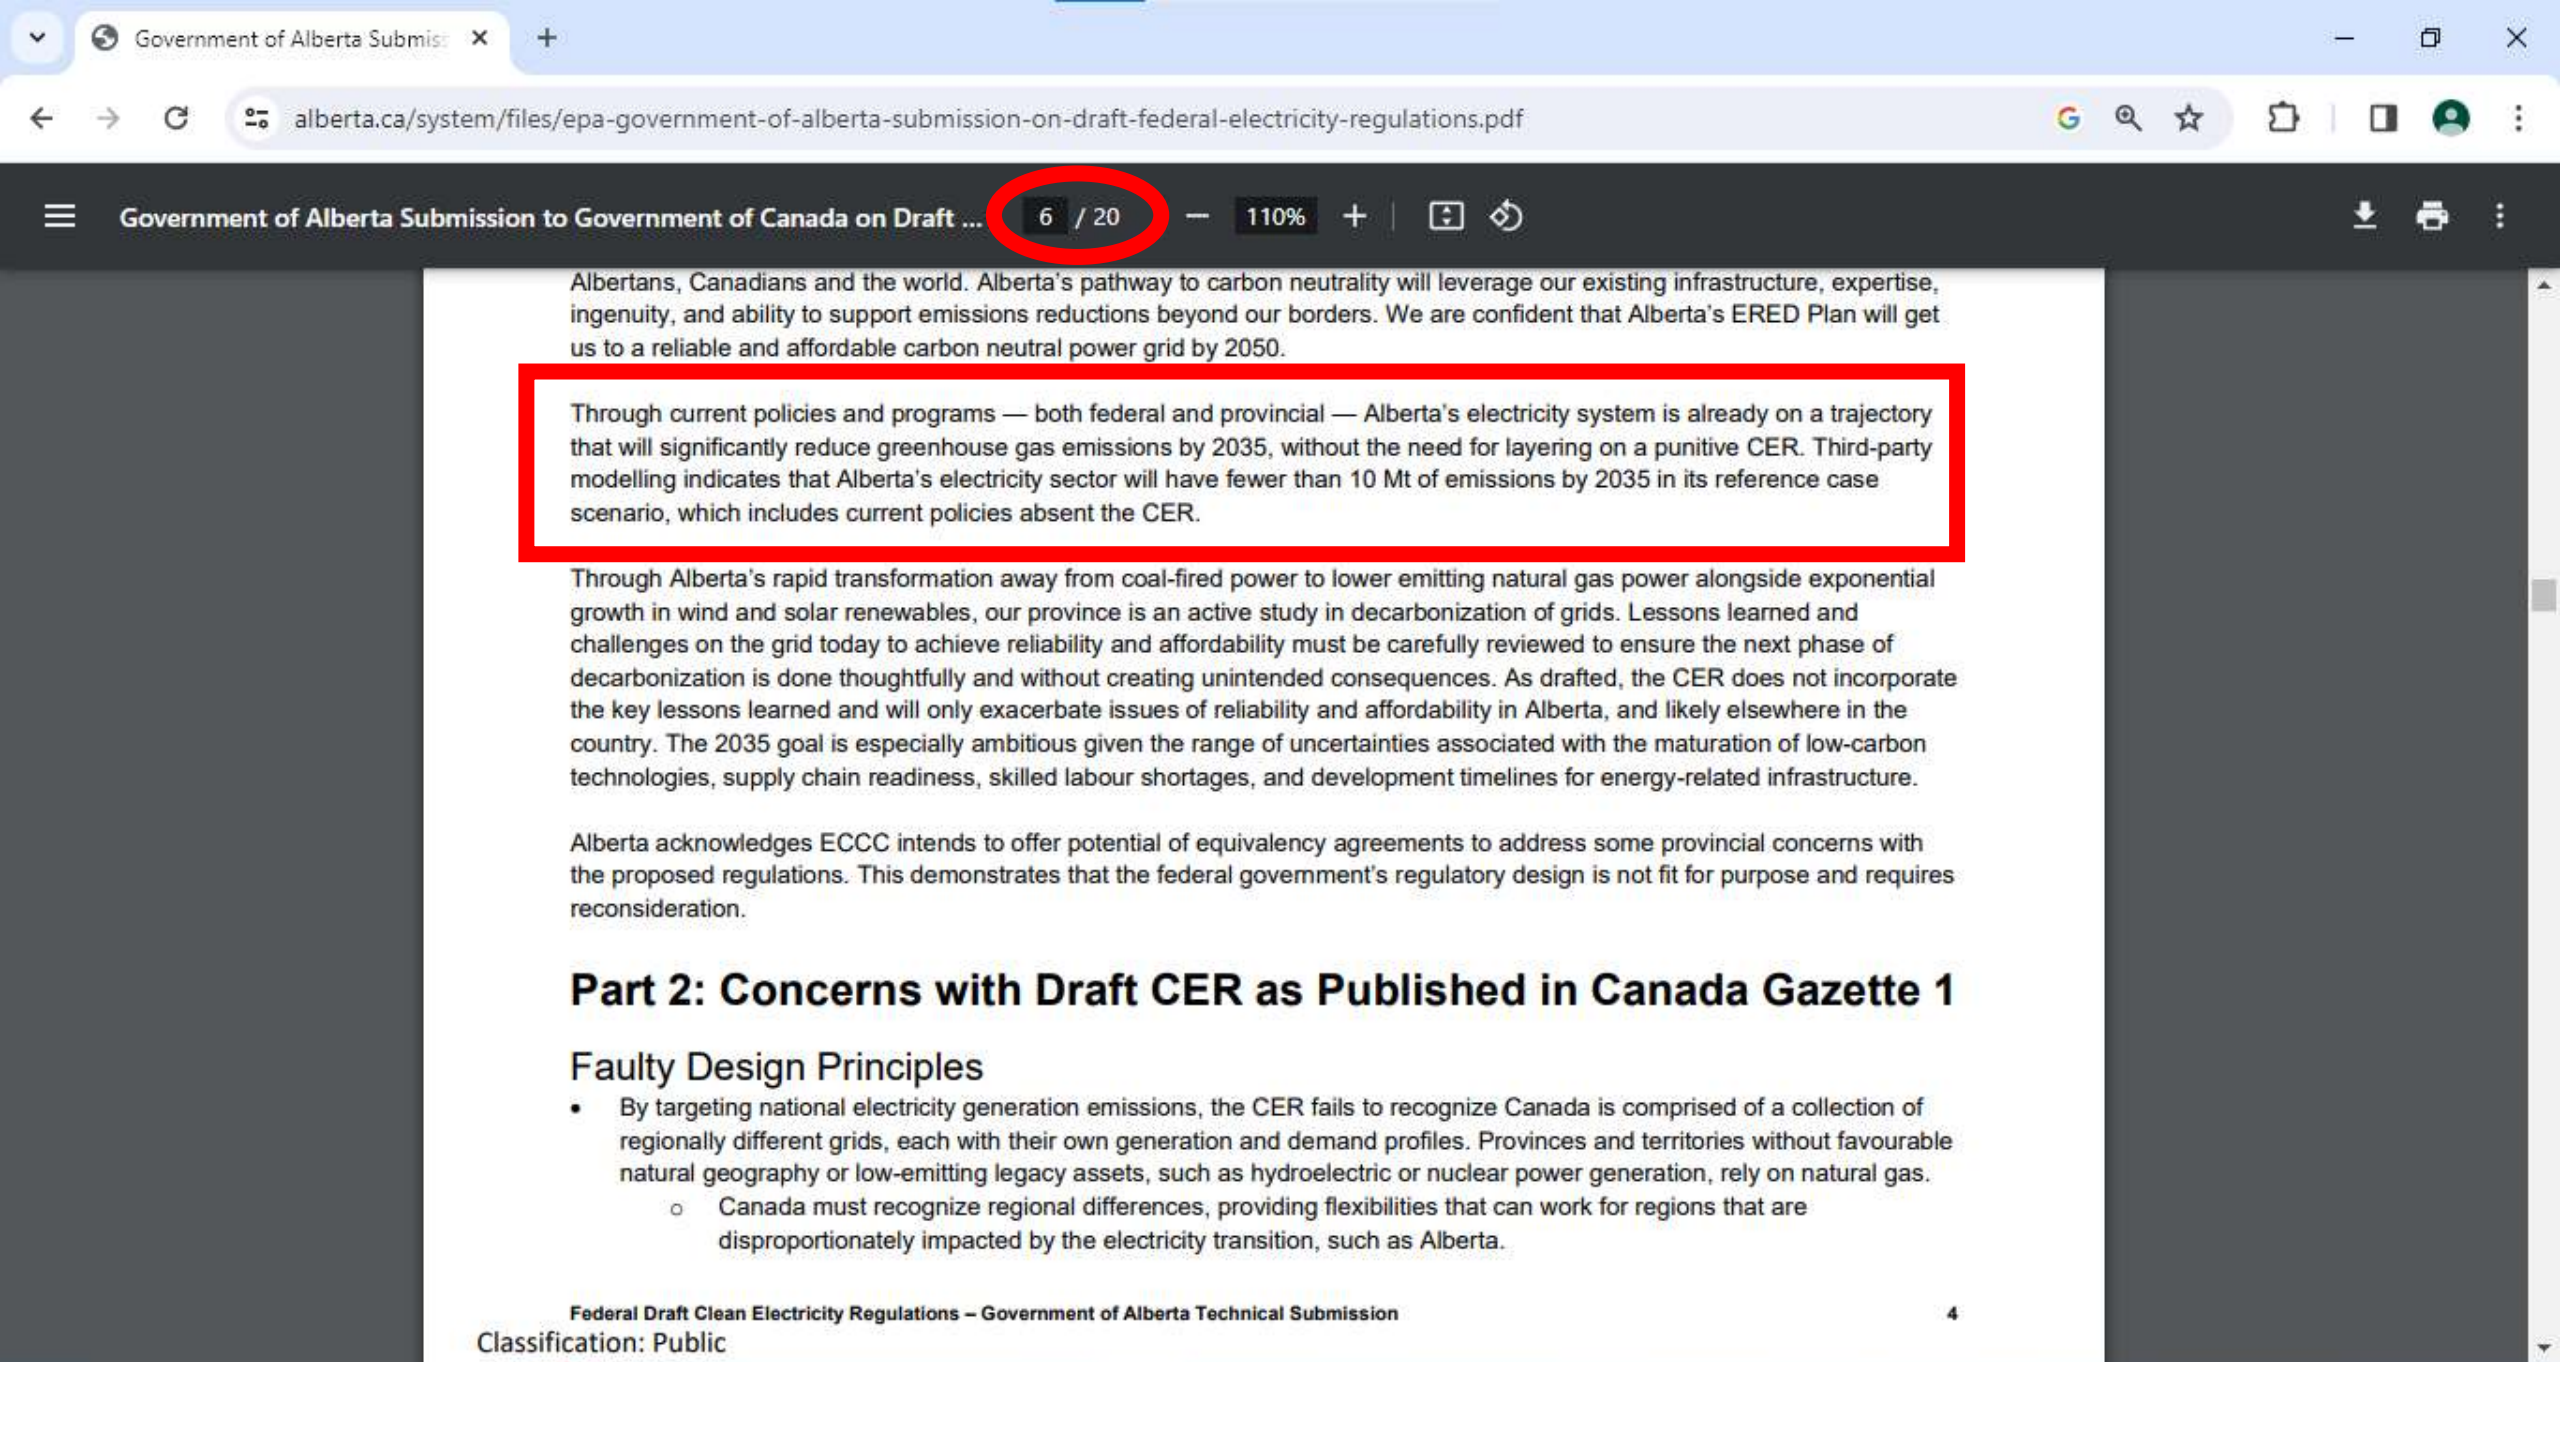 Government of Alberta Submis
alberta.ca/system/files/epa-government-of-alberta-submission-on-draft-federal-electricity-regulations.pdf
Government of Alberta Submission to Government of Canada on Draft ... 6 / 20 110%
Albertans, Canadians and the world. Alberta's pathway to carbon neutrality will leverage our existing infrastructure, expertise,
ingenuity, and ability to support emissions reductions beyond our borders. We are confident that Alberta's ERED Plan will get
us to a reliable and affordable carbon neutral power grid by 2050.
Through current policies and programs — both federal and provincial — Alberta's electricity system is already on a trajectory
that will significantly reduce greenhouse gas emissions by 2035, without the need for layering on a punitive CER. Third-party
modelling indicates that Alberta's electricity sector will have fewer than 10 Mt of emissions by 2035 in its reference case
scenario, which includes current policies absent the CER.
Through Alberta's rapid transformation away from coal-fired power to lower emitting natural gas power alongside exponential
growth in wind and solar renewables, our province is an active study in decarbonization of grids. Lessons learned and
challenges on the grid today to achieve reliability and affordability must be carefully reviewed to ensure the next phase of
decarbonization is done thoughtfully and without creating unintended consequences. As drafted, the CER does not incorporate
the key lessons learned and will only exacerbate issues of reliability and affordability in Alberta, and likely elsewhere in the
country. The 2035 goal is especially ambitious given the range of uncertainties associated with the maturation of low-carbon
technologies, supply chain readiness, skilled labour shortages, and development timelines for energy-related infrastructure.
Alberta acknowledges ECCC intends to offer potential of equivalency agreements to address some provincial concerns with
the proposed regulations. This demonstrates that the federal government's regulatory design is not fit for purpose and requires
reconsideration.
Part 2: Concerns with Draft CER as Published in Canada Gazette 1
Faulty Design Principles
• By targeting national electricity generation emissions, the CER fails to recognize Canada is comprised of a collection of
regionally different grids, each with their own generation and demand profiles. Provinces and territories without favourable
natural geography or low-emitting legacy assets, such as hydroelectric or nuclear power generation, rely on natural gas.
o Canada must recognize regional differences, providing flexibilities that can work for regions that are
disproportionately impacted by the electricity transition, such as Alberta.
Federal Draft Clean Electricity Regulations – Government of Alberta Technical Submission 4
Classification: Public